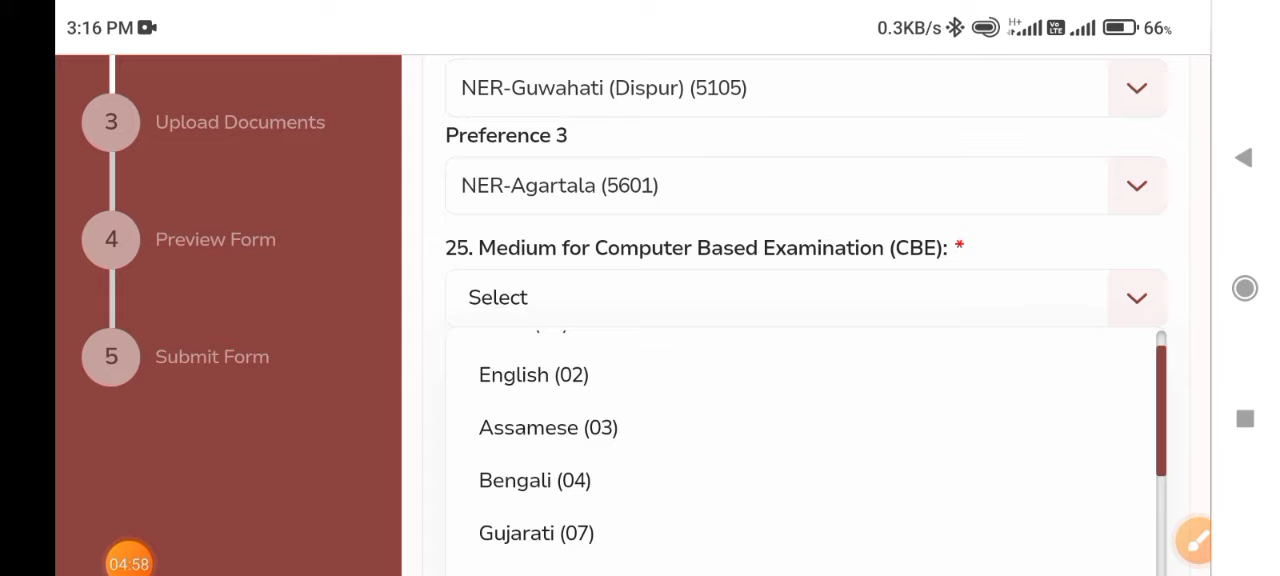 3:16 PM
0.3KB/s H+ Vo LTE 66%
3 Upload Documents
4 Preview Form
5 Submit Form
NER-Guwahati (Dispur) (5105)
Preference 3
NER-Agartala (5601)
25. Medium for Computer Based Examination (CBE): *
Select
English (02)
Assamese (03)
Bengali (04)
Gujarati (07)
04:58